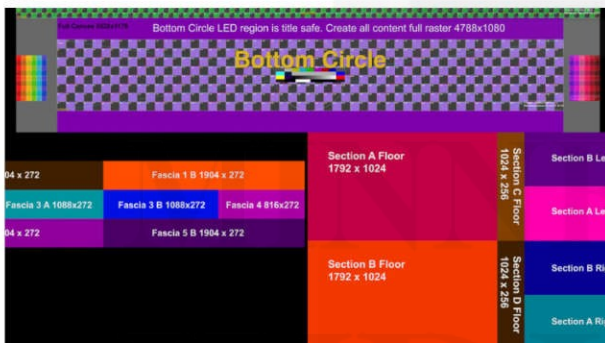 Bottom Circle LED region is title safe. Create all content full raster 4788x1080
Bottom Circle
04 x 272
Fascia 1 B 1904 x 272
Fascia 3 A 1088x272
Fascia 3 B 1088x272
Fascia 4 816x272
04 x 272
Fascia 5 B 1904 x 272
Section A Floor
1792 x 1024
Section C Floor
1024 x 256
Section B Le
Section A Le
Section B Floor
1792 x 1024
Section D Floor
1024 x 256
Section B Ri
Section A Ri